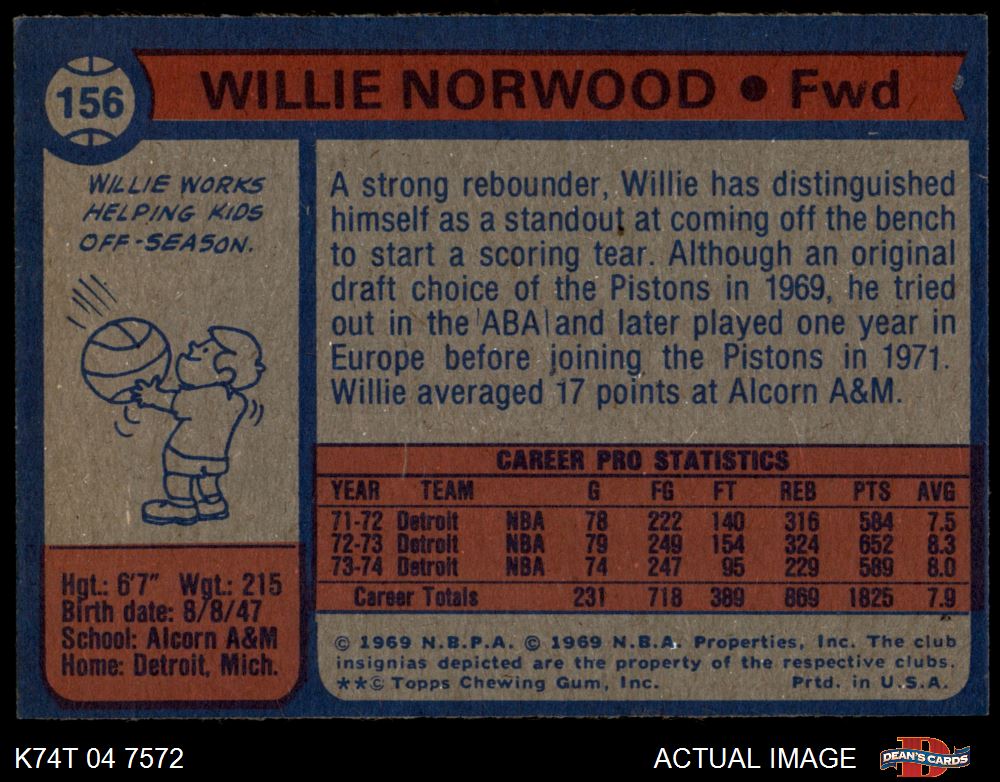 156
WILLIE NORWOOD • Fwd
WILLIE WORKS
HELPING KIDS
OFF-SEASON.
A strong rebounder, Willie has distinguished
himself as a standout at coming off the bench
to start a scoring tear. Although an original
draft choice of the Pistons in 1969, he tried
out in the ABA and later played one year in
Europe before joining the Pistons in 1971.
Willie averaged 17 points at Alcorn A&M.
CAREER PRO STATISTICS
YEAR TEAM G FG FT REB PTS AVG
71-72 Detroit NBA 78 222 140 316 584 7.5
72-73 Detroit NBA 79 249 154 324 652 8.3
73-74 Detroit NBA 74 247 95 229 589 8.0
Career Totals 231 718 389 869 1825 7.9
Hgt.: 6'7" Wgt.: 215
Birth date: 8/8/47
School: Alcorn A&M
Home: Detroit, Mich.
© 1969 N.B.P.A. © 1969 N.B.A. Properties, Inc. The club
insignias depicted are the property of the respective clubs.
**© Topps Chewing Gum, Inc. Prtd. in U.S.A.
K74T 04 7572 ACTUAL IMAGE DEAN'S CARDS